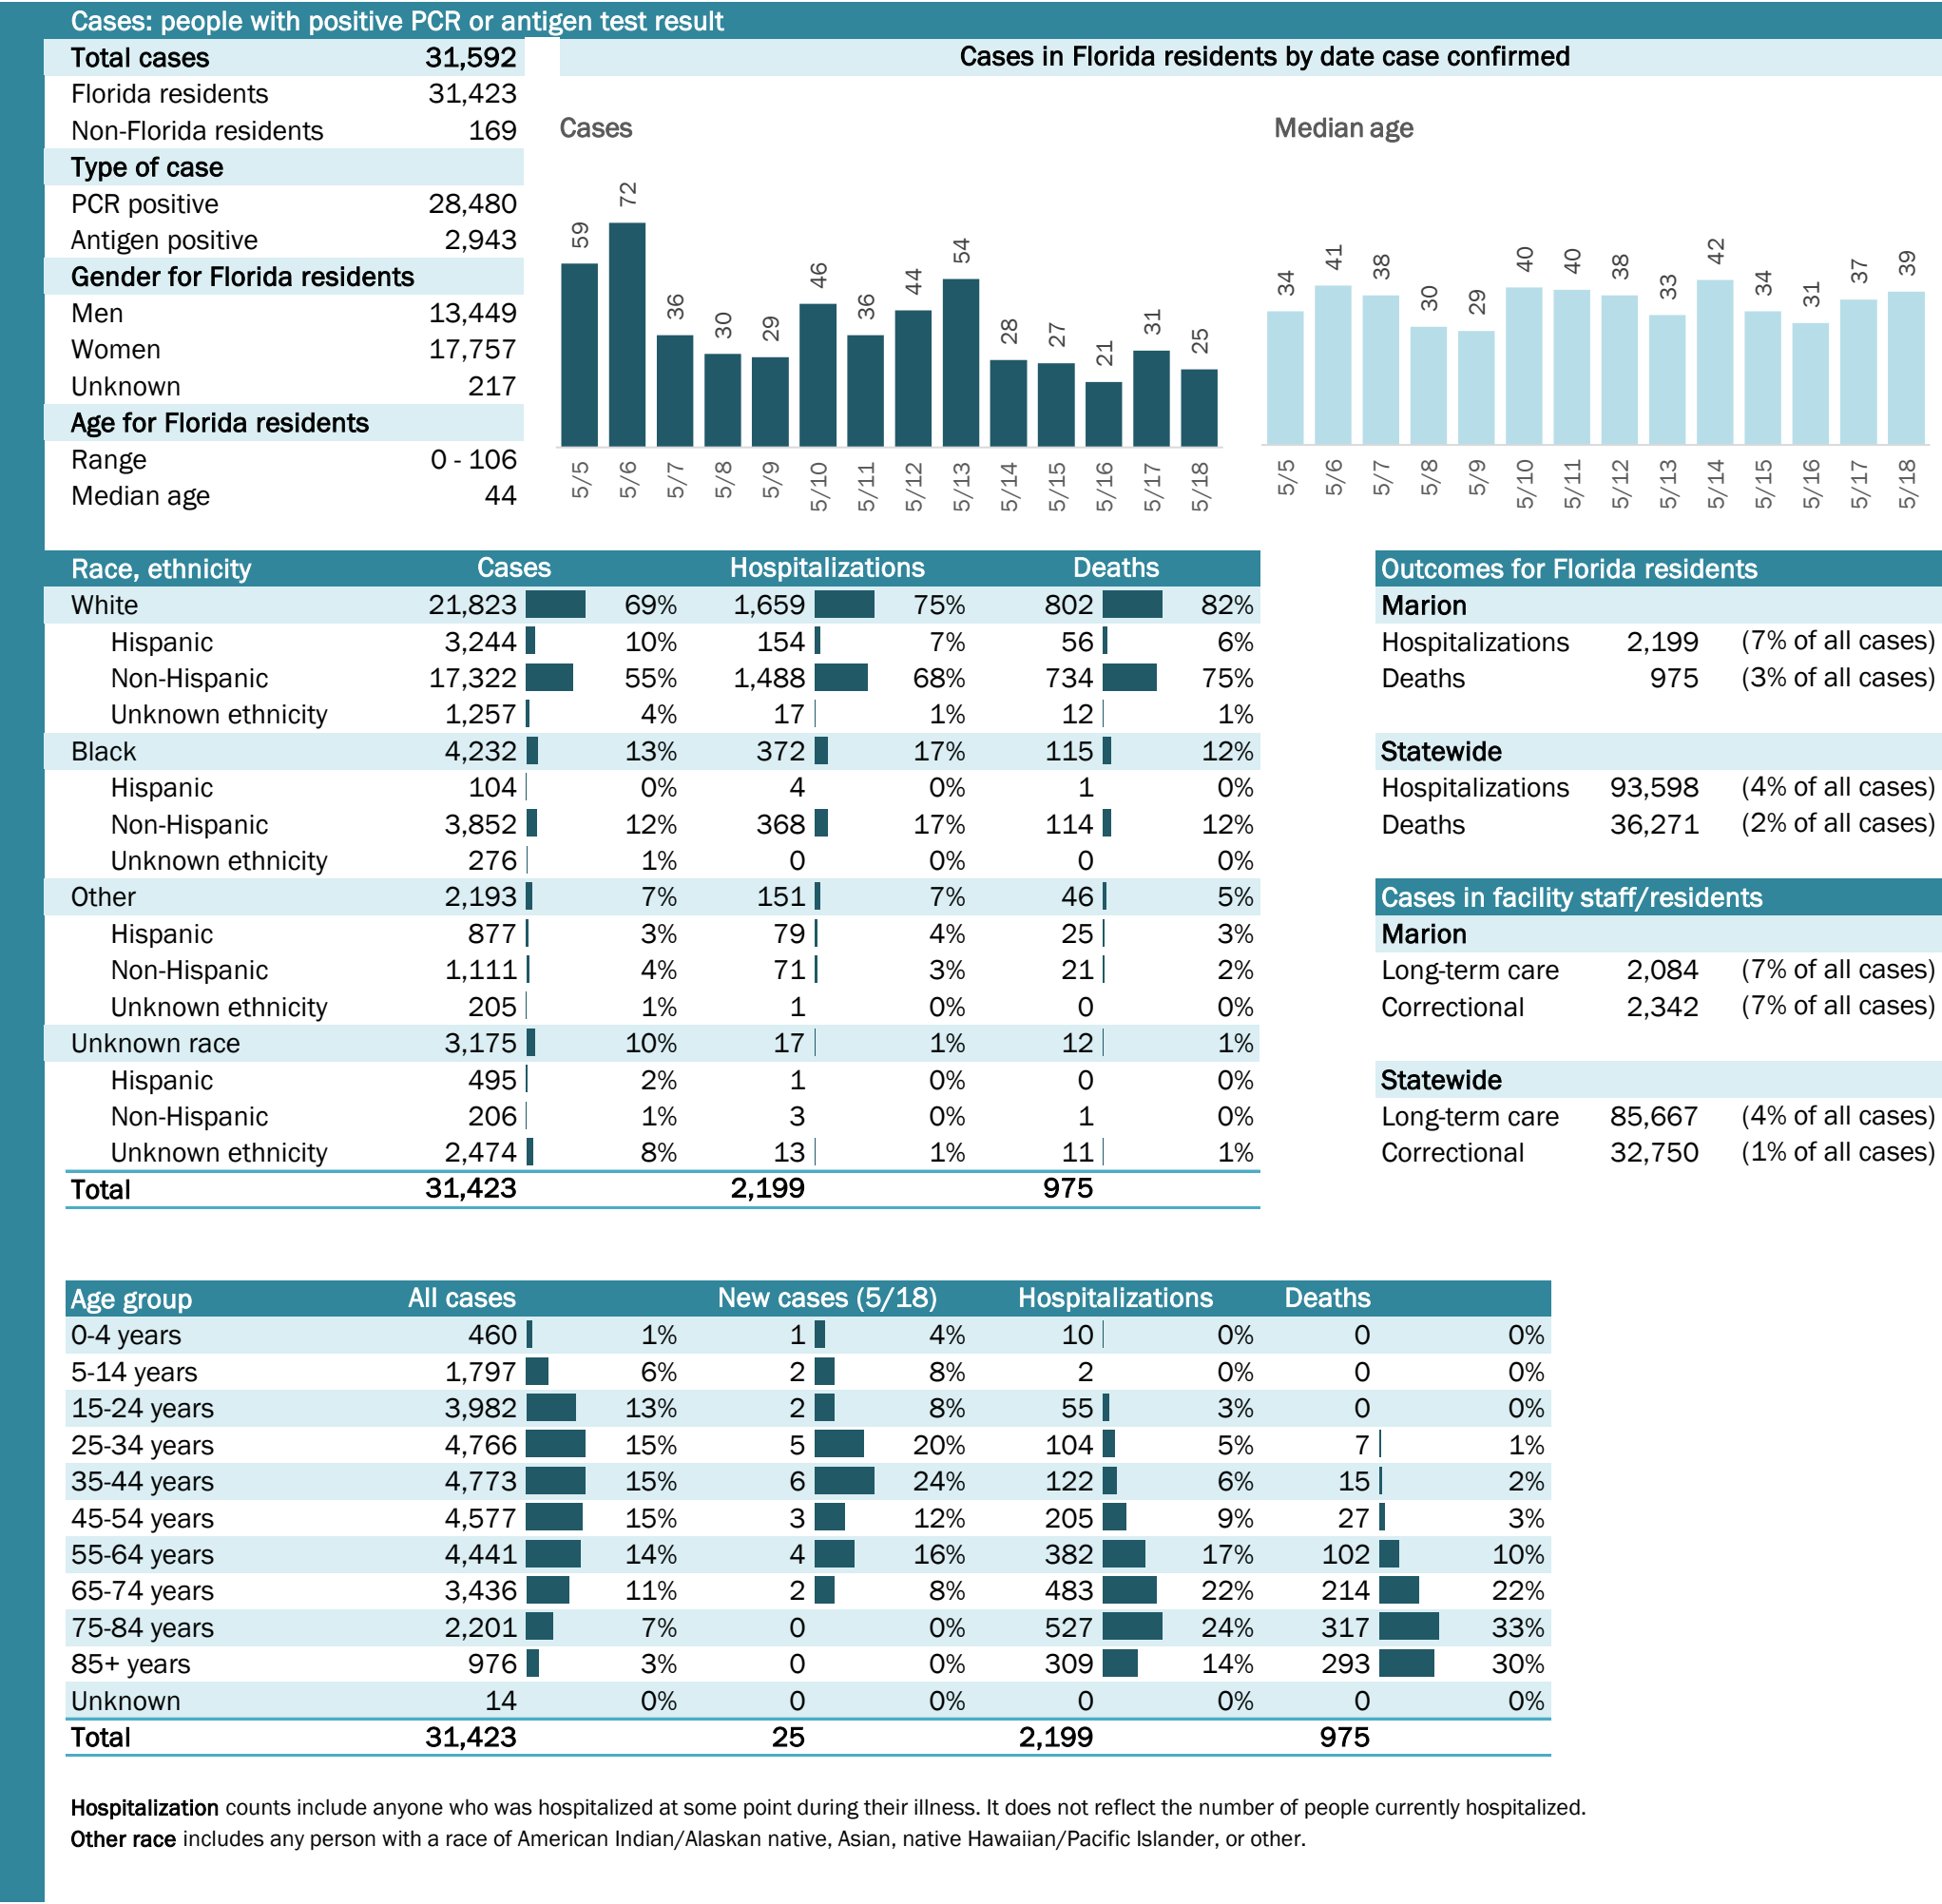 Cases: people with positive PCR or antigen test result
Total cases 31,592
Florida residents 31,423
Non-Florida residents 169
Type of case
PCR positive 28,480
Antigen positive 2,943
Gender for Florida residents
Men 13,449
Women 17,757
Unknown 217
Age for Florida residents
Range 0 - 106
Median age 44
Cases in Florida residents by date case confirmed
Cases
59 72 36 30 29 46 36 44 54 28 27 21 31 25
5/5 5/6 5/7 5/8 5/9 5/10 5/11 5/12 5/13 5/14 5/15 5/16 5/17 5/18
Median age
34 41 38 30 29 40 40 38 33 42 34 31 37 39
5/5 5/6 5/7 5/8 5/9 5/10 5/11 5/12 5/13 5/14 5/15 5/16 5/17 5/18
Race, ethnicity Cases Hospitalizations Deaths
White 21,823 69% 1,659 75% 802 82%
Hispanic 3,244 10% 154 7% 56 6%
Non-Hispanic 17,322 55% 1,488 68% 734 75%
Unknown ethnicity 1,257 4% 17 1% 12 1%
Black 4,232 13% 372 17% 115 12%
Hispanic 104 0% 4 0% 1 0%
Non-Hispanic 3,852 12% 368 17% 114 12%
Unknown ethnicity 276 1% 0 0% 0 0%
Other 2,193 7% 151 7% 46 5%
Hispanic 877 3% 79 4% 25 3%
Non-Hispanic 1,111 4% 71 3% 21 2%
Unknown ethnicity 205 1% 1 0% 0 0%
Unknown race 3,175 10% 17 1% 12 1%
Hispanic 495 2% 1 0% 0 0%
Non-Hispanic 206 1% 3 0% 1 0%
Unknown ethnicity 2,474 8% 13 1% 11 1%
Total 31,423 2,199 975
Outcomes for Florida residents
Marion
Hospitalizations 2,199 (7% of all cases)
Deaths 975 (3% of all cases)
Statewide
Hospitalizations 93,598 (4% of all cases)
Deaths 36,271 (2% of all cases)
Cases in facility staff/residents
Marion
Long-term care 2,084 (7% of all cases)
Correctional 2,342 (7% of all cases)
Statewide
Long-term care 85,667 (4% of all cases)
Correctional 32,750 (1% of all cases)
Age group All cases New cases (5/18) Hospitalizations Deaths
0-4 years 460 1% 1 4% 10 0% 0 0%
5-14 years 1,797 6% 2 8% 2 0% 0 0%
15-24 years 3,982 13% 2 8% 55 3% 0 0%
25-34 years 4,766 15% 5 20% 104 5% 7 1%
35-44 years 4,773 15% 6 24% 122 6% 15 2%
45-54 years 4,577 15% 3 12% 205 9% 27 3%
55-64 years 4,441 14% 4 16% 382 17% 102 10%
65-74 years 3,436 11% 2 8% 483 22% 214 22%
75-84 years 2,201 7% 0 0% 527 24% 317 33%
85+ years 976 3% 0 0% 309 14% 293 30%
Unknown 14 0% 0 0% 0 0% 0 0%
Total 31,423 25 2,199 975
Hospitalization counts include anyone who was hospitalized at some point during their illness. It does not reflect the number of people currently hospitalized.
Other race includes any person with a race of American Indian/Alaskan native, Asian, native Hawaiian/Pacific Islander, or other.